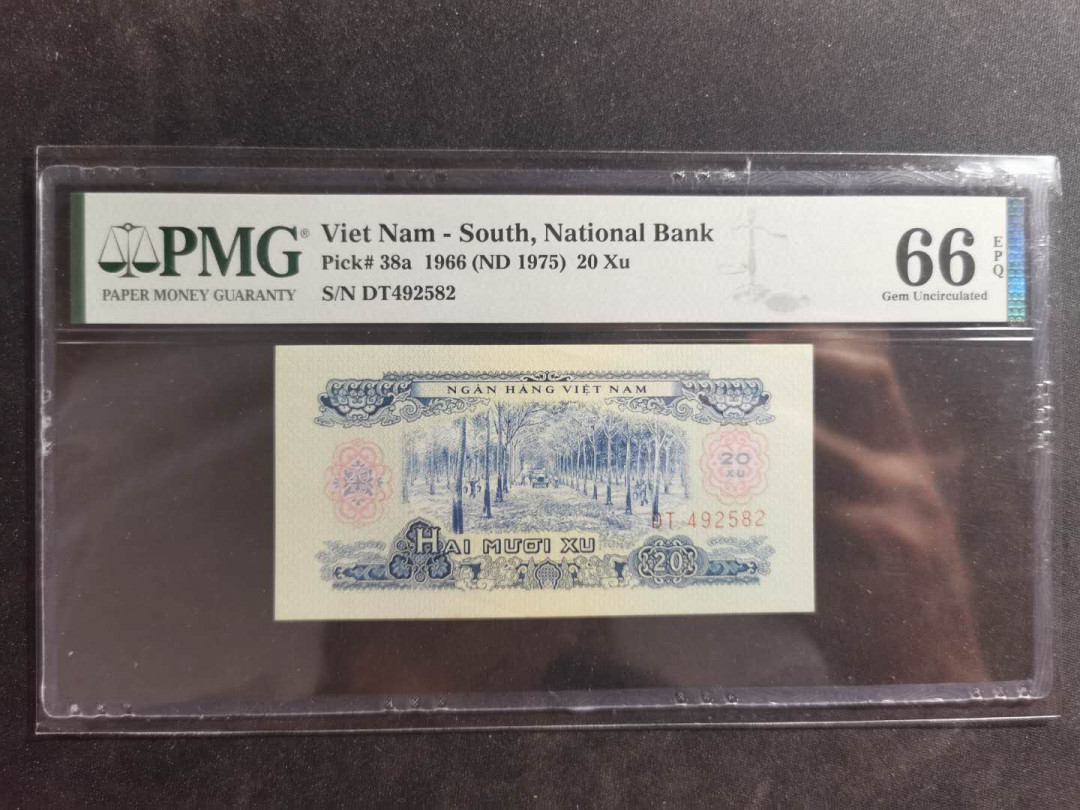 PMG®
PAPER MONEY GUARANTY
Viet Nam - South, National Bank
Pick# 38a 1966 (ND 1975) 20 Xu
S/N DT492582
66
EPQ
Gem Uncirculated
NGÂN HÀNG VIỆT NAM
20
XU
DT 492582
HAI MƯƠI XU
20